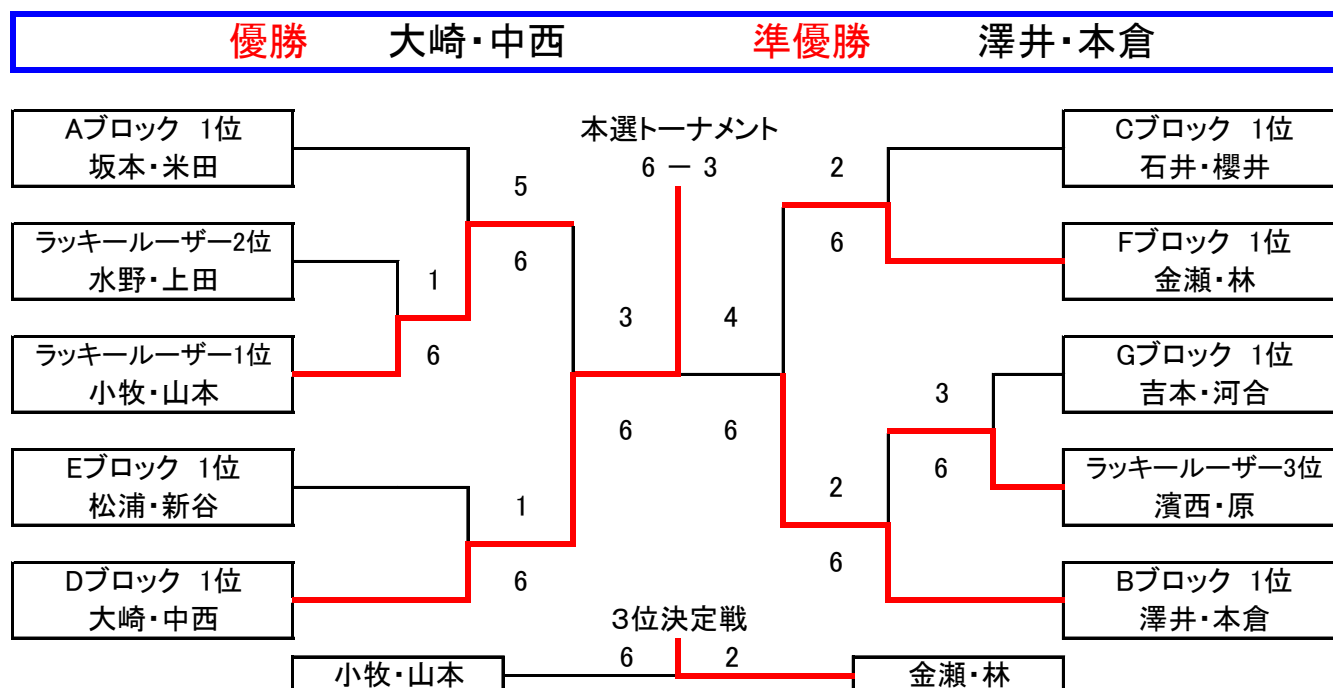 優勝 大崎・中西 準優勝 澤井・本倉
本選トーナメント
6 － 3
Aブロック 1位
坂本・米田
ラッキールーザー2位
水野・上田
ラッキールーザー1位
小牧・山本
Eブロック 1位
松浦・新谷
Dブロック 1位
大崎・中西
5
6
1
6
1
6
3
6
4
6
2
6
3
6
2
6
Cブロック 1位
石井・櫻井
Fブロック 1位
金瀬・林
Gブロック 1位
吉本・河合
ラッキールーザー3位
濱西・原
Bブロック 1位
澤井・本倉
3位決定戦
6 2
小牧・山本 金瀬・林